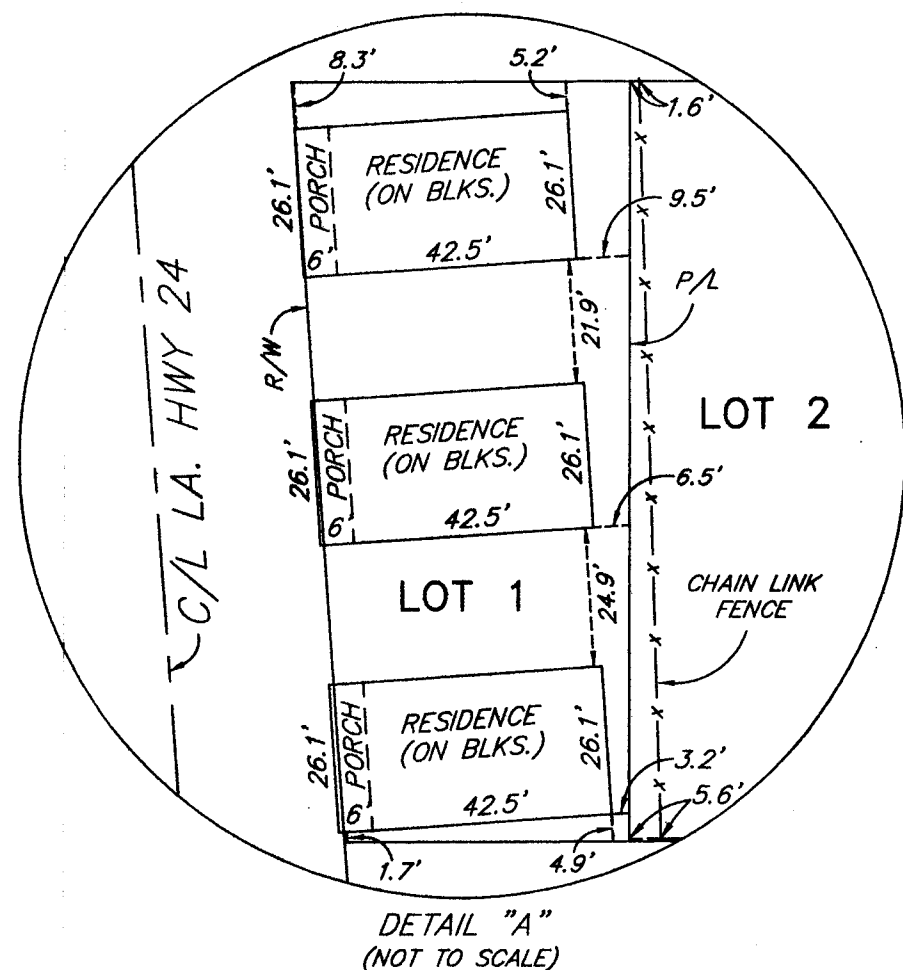 8.3'
5.2'
1.6'
26.1'
PORCH
RESIDENCE
(ON BLKS.)
26.1'
9.5'
6'
42.5'
P/L
C/L LA. HWY 24
R/W
21.9'
LOT 2
26.1'
PORCH
RESIDENCE
(ON BLKS.)
26.1'
6.5'
6'
42.5'
LOT 1
24.9'
CHAIN LINK
FENCE
26.1'
PORCH
RESIDENCE
(ON BLKS.)
26.1'
3.2'
6'
42.5'
5.6'
1.7'
4.9'
DETAIL "A"
(NOT TO SCALE)